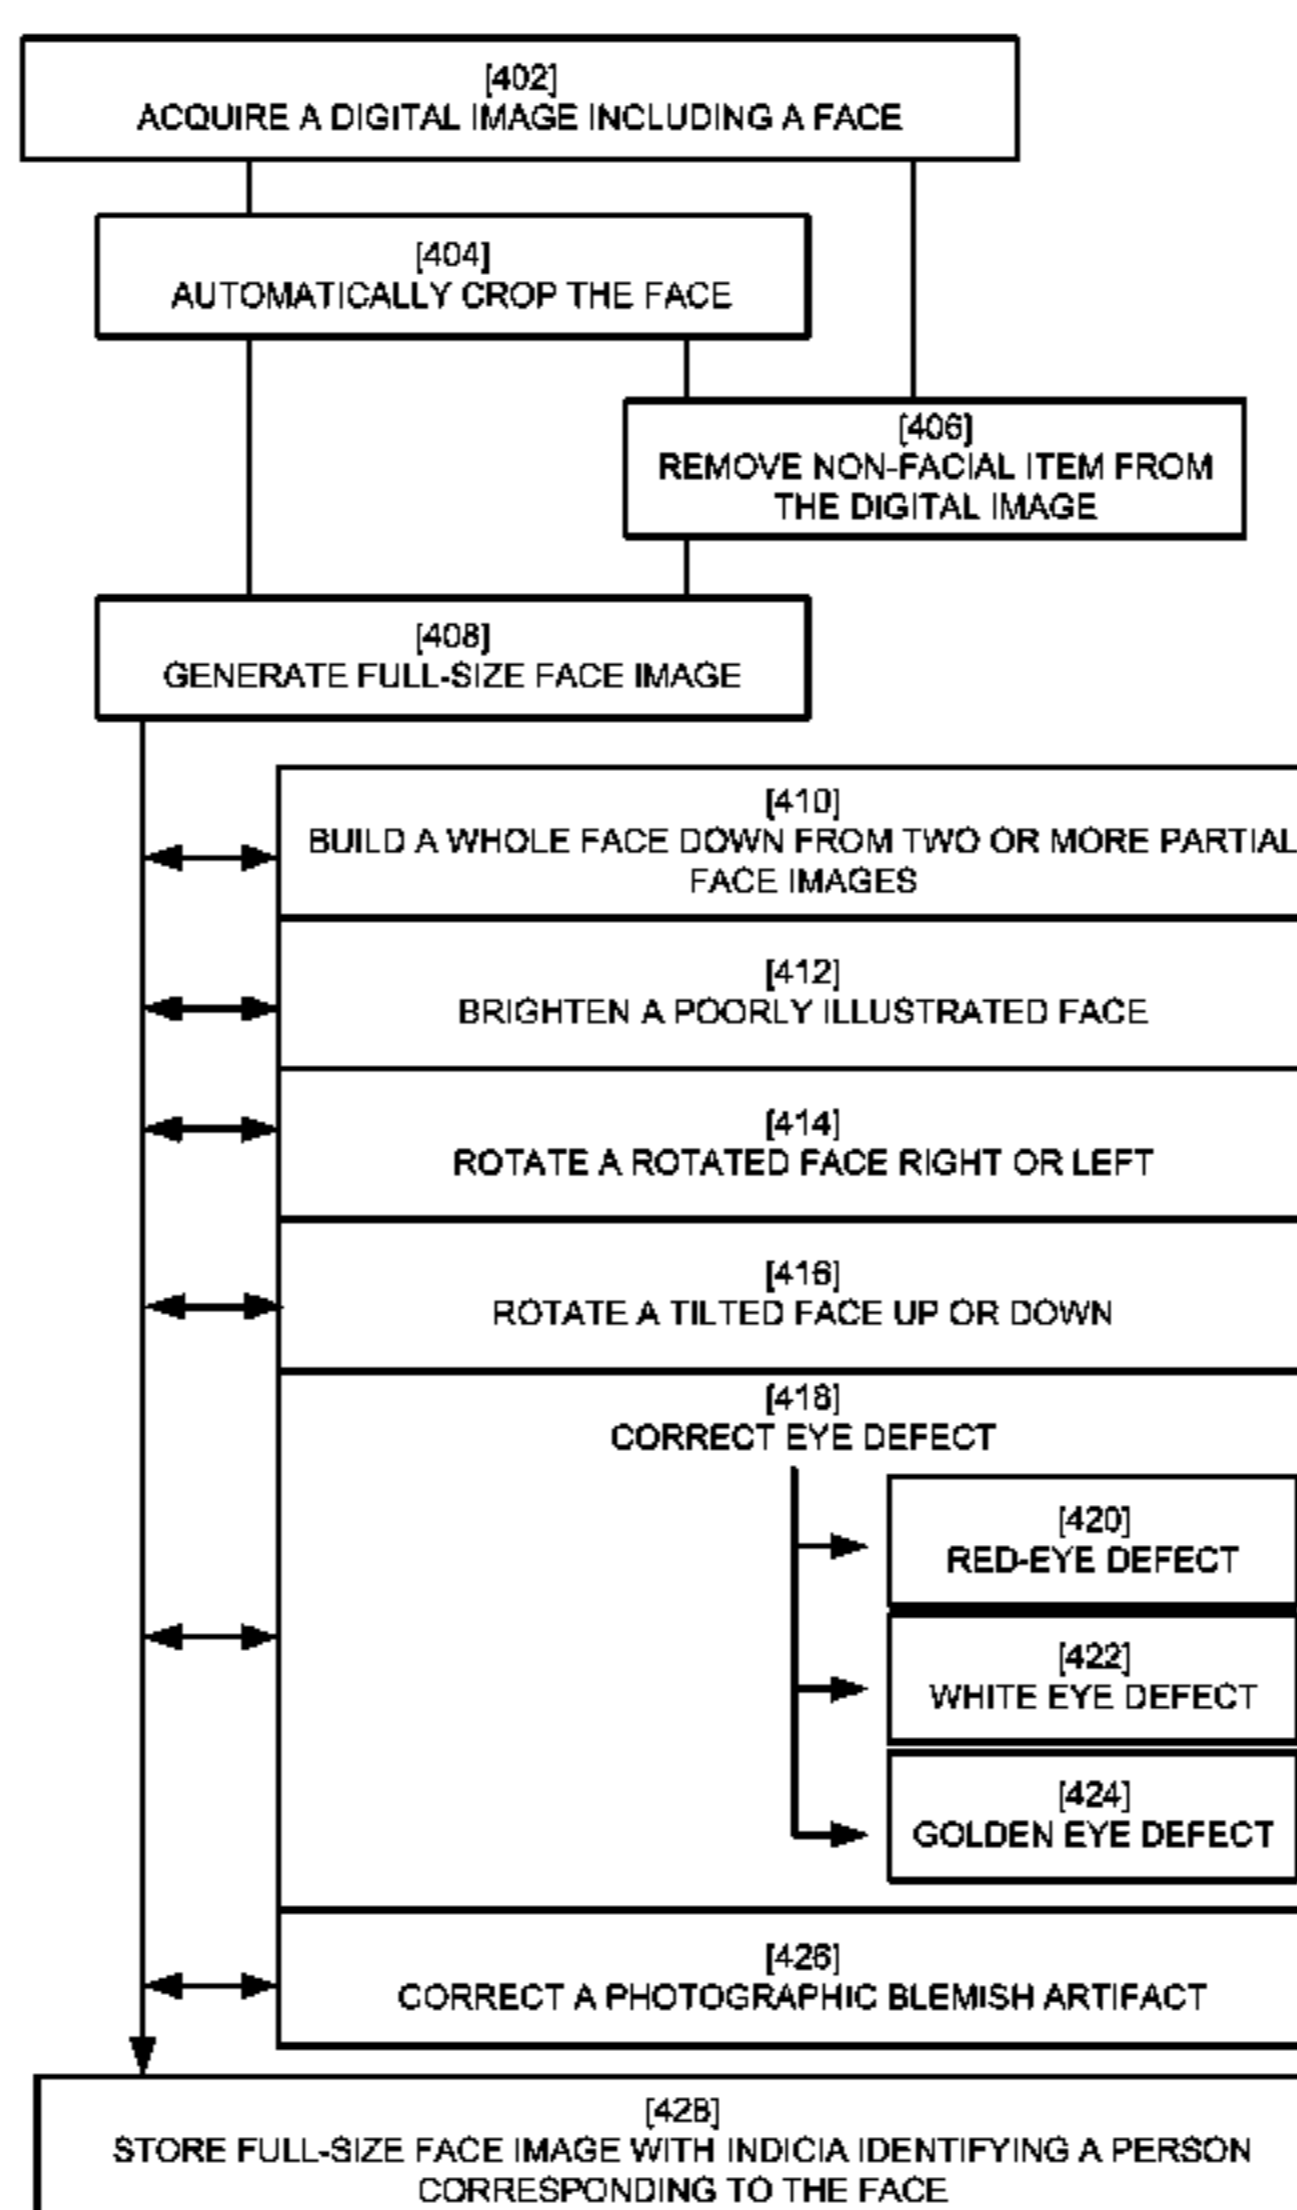 [402]
ACQUIRE A DIGITAL IMAGE INCLUDING A FACE
[404]
AUTOMATICALLY CROP THE FACE
[406]
REMOVE NON-FACIAL ITEM FROM
THE DIGITAL IMAGE
[408]
GENERATE FULL-SIZE FACE IMAGE
[410]
BUILD A WHOLE FACE DOWN FROM TWO OR MORE PARTIAL
FACE IMAGES
[412]
BRIGHTEN A POORLY ILLUSTRATED FACE
[414]
ROTATE A ROTATED FACE RIGHT OR LEFT
[416]
ROTATE A TILTED FACE UP OR DOWN
[418]
CORRECT EYE DEFECT
[420]
RED-EYE DEFECT
[422]
WHITE EYE DEFECT
[424]
GOLDEN EYE DEFECT
[426]
CORRECT A PHOTOGRAPHIC BLEMISH ARTIFACT
[428]
STORE FULL-SIZE FACE IMAGE WITH INDICIA IDENTIFYING A PERSON
CORRESPONDING TO THE FACE